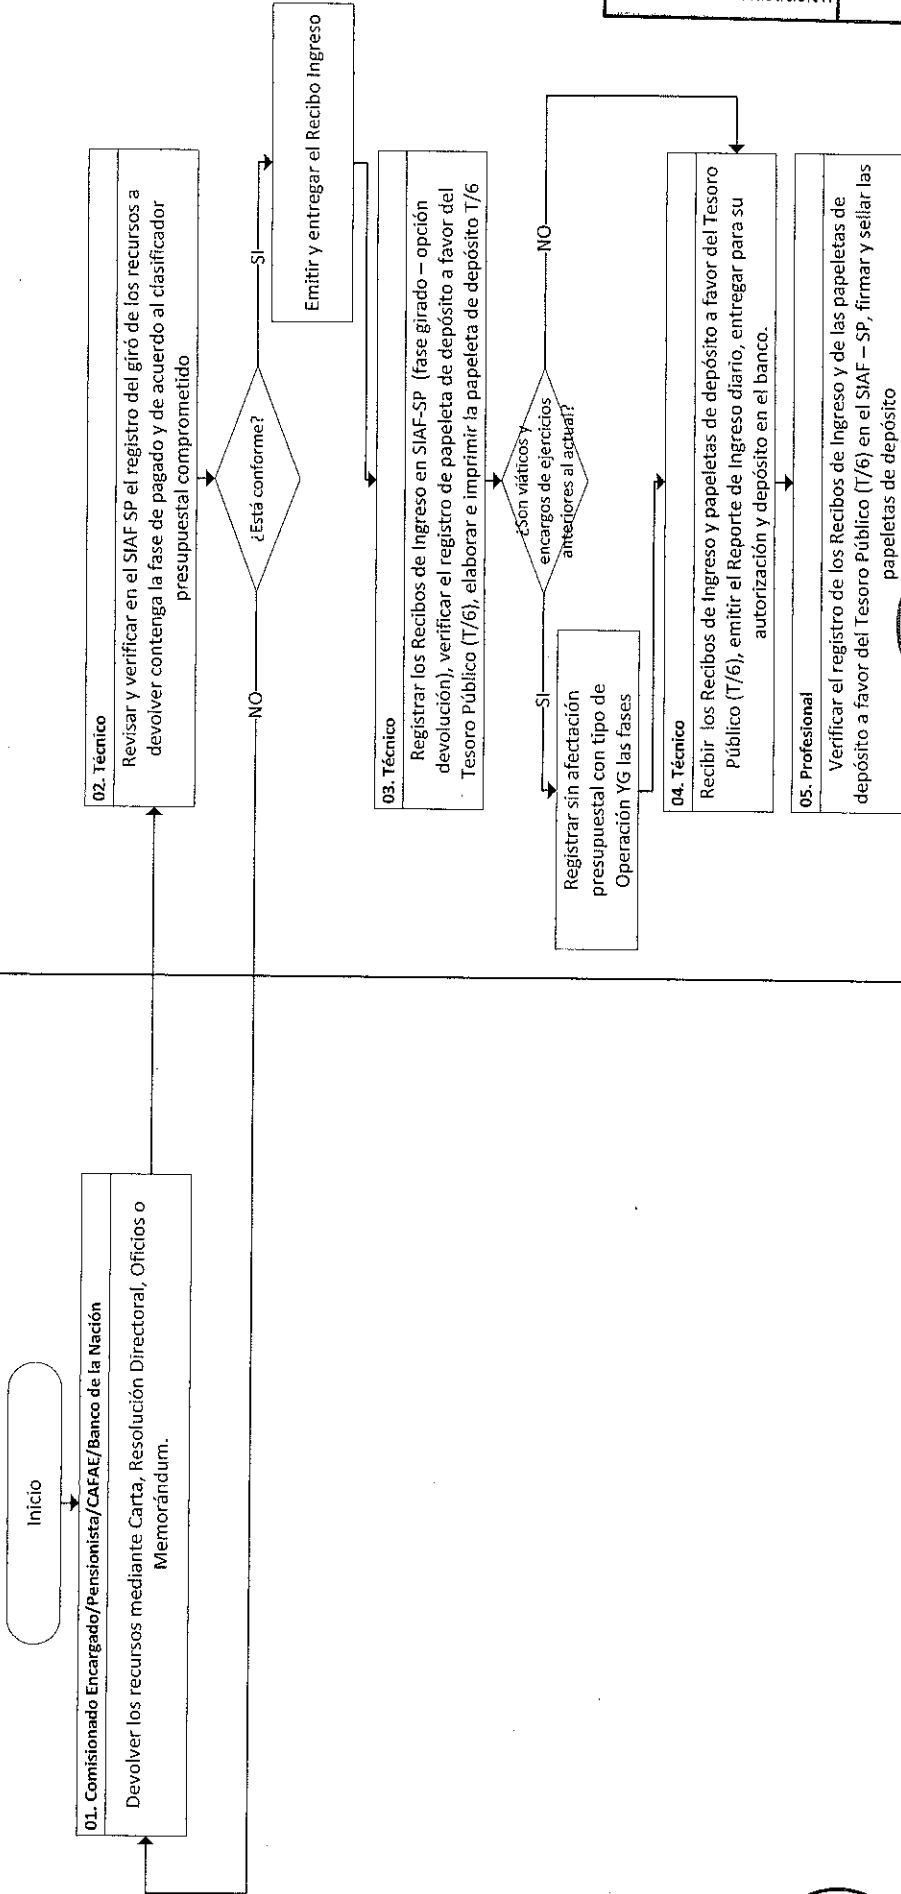 Inicio
01. Comisionado Encargado/Pensionista/CAFAE/Banco de la Nación
Devolver los recursos mediante Carta, Resolución Directoral, Oficios o
Memorándum.
02. Técnico
Revisar y verificar en el SIAF SP el registro del giró de los recursos a
devolver contenga la fase de pagado y de acuerdo al clasificador
presupuestal comprometido
¿Está conforme?
NO
SI
Emitir y entregar el Recibo Ingreso
03. Técnico
Registrar los Recibos de Ingreso en SIAF-SP (fase girado – opción
devolución), verificar el registro de papeleta de depósito a favor del
Tesoro Público (T/6), elaborar e imprimir la papeleta de depósito T/6
¿Son viáticos y
encargos de ejercicios
anteriores al actual?
SI
NO
Registrar sin afectación
presupuestal con tipo de
Operación YG las fases
04. Técnico
Recibir los Recibos de Ingreso y papeletas de depósito a favor del Tesoro
Público (T/6), emitir el Reporte de Ingreso diario, entregar para su
autorización y depósito en el banco.
05. Profesional
Verificar el registro de los Recibos de Ingreso y de las papeletas de
depósito a favor del Tesoro Público (T/6) en el SIAF – SP, firmar y sellar las
papeletas de depósito